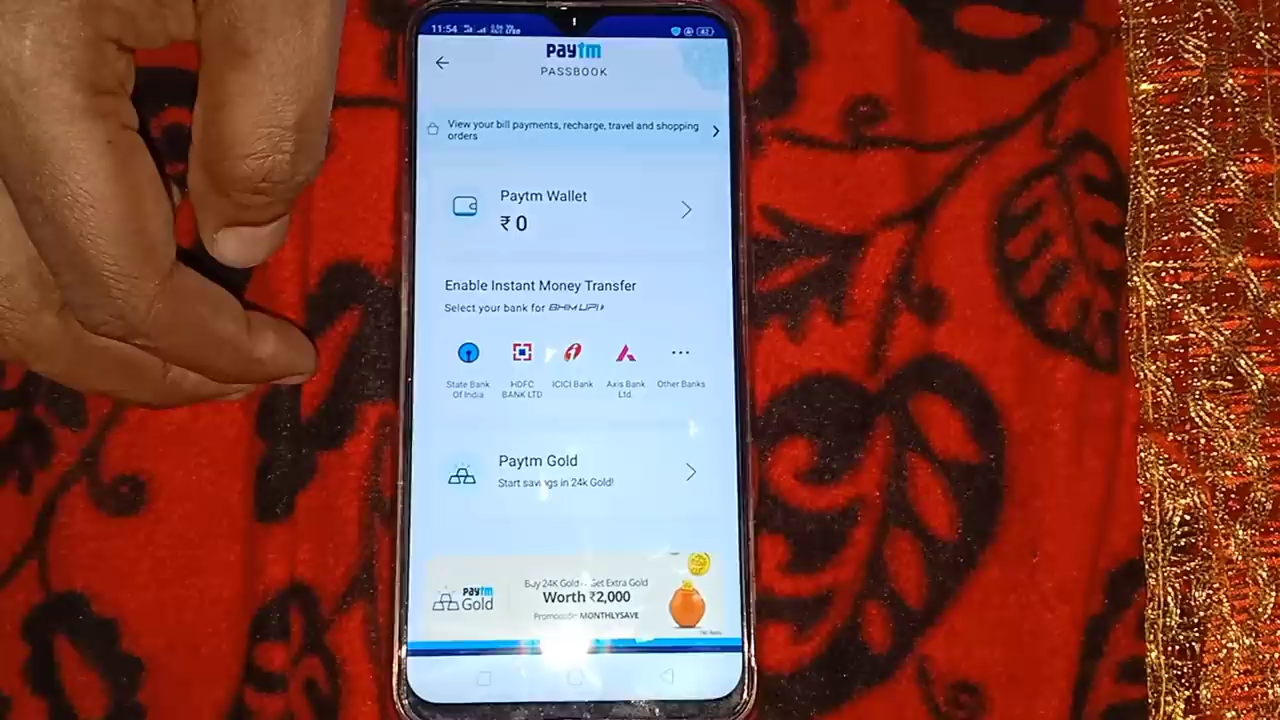 11:54
paytm
PASSBOOK
View your bill payments, recharge, travel and shopping
orders
Paytm Wallet
₹ 0
Enable Instant Money Transfer
Select your bank for BHIM UPI
State Bank
Of India
HDFC
BANK LTD
ICICI Bank
Axis Bank
Ltd.
Other Banks
Paytm Gold
Start savings in 24k Gold!
paytm
Gold
Buy 24K Gold Get Extra Gold
Worth ₹2,000
Promocode: MONTHLYSAVE